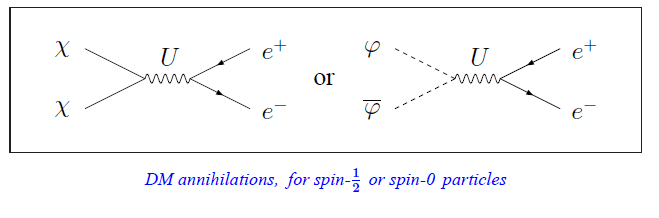 χ U e+ φ U e+
or
χ e− φ̅ e−
DM annihilations, for spin-1/2 or spin-0 particles